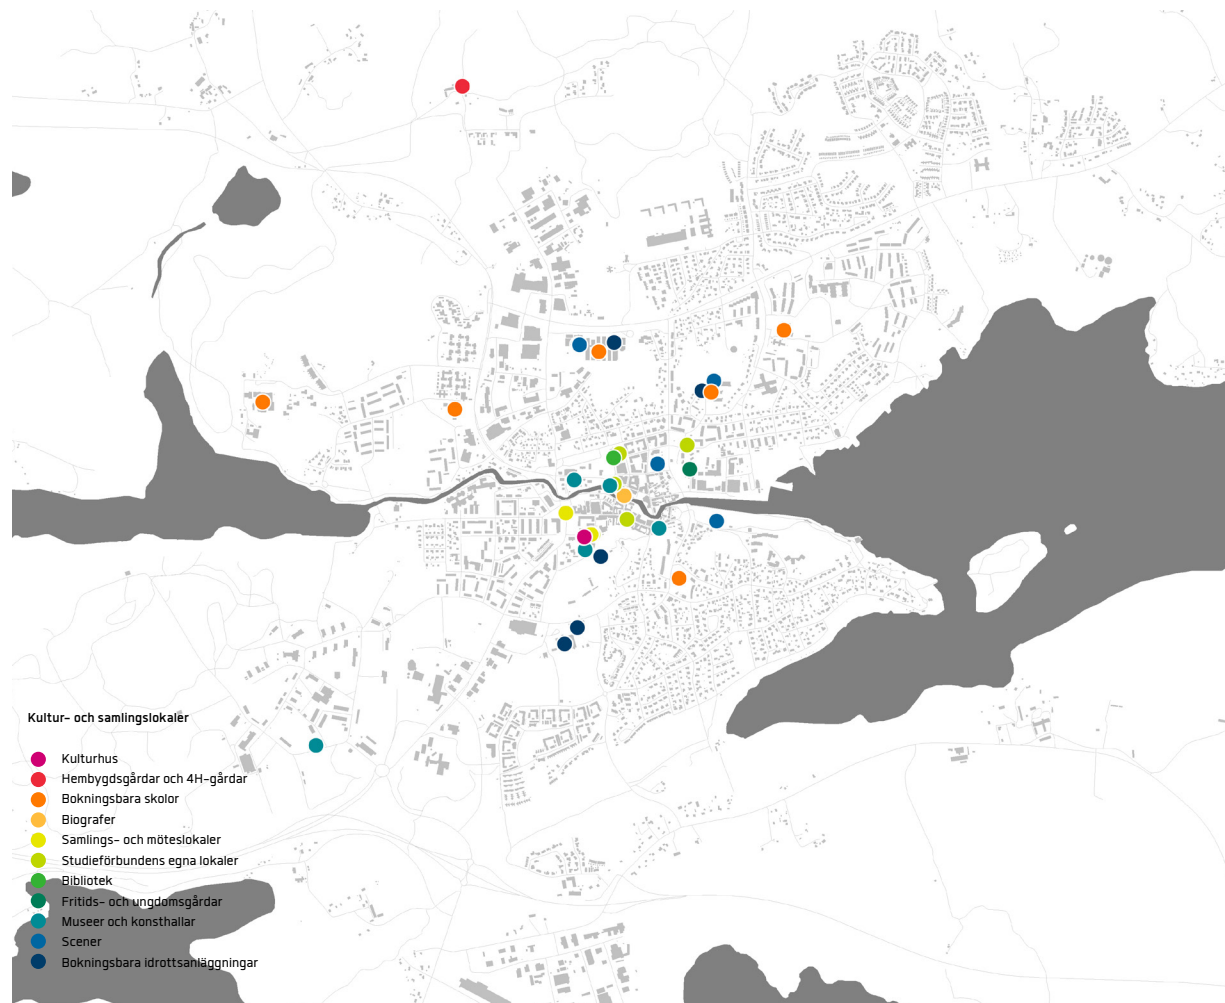 Kultur- och samlingslokaler
Kulturhus
Hembygdsgårdar och 4H-gårdar
Bokningsbara skolor
Biografer
Samlings- och möteslokaler
Studieförbundens egna lokaler
Bibliotek
Fritids- och ungdomsgårdar
Museer och konsthallar
Scener
Bokningsbara idrottsanläggningar